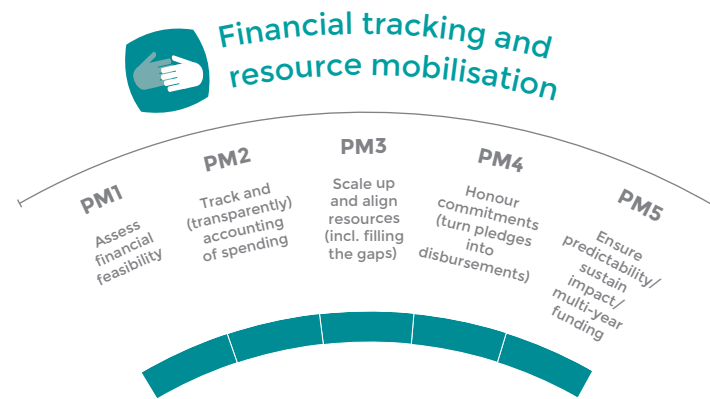 Financial tracking and
resource mobilisation
PM1
Assess
financial
feasibility
PM2
Track and
(transparently)
accounting
of spending
PM3
Scale up
and align
resources
(incl. filling
the gaps)
PM4
Honour
commitments
(turn pledges
into
disbursements)
PM5
Ensure
predictability/
sustain
impact/
multi-year
funding